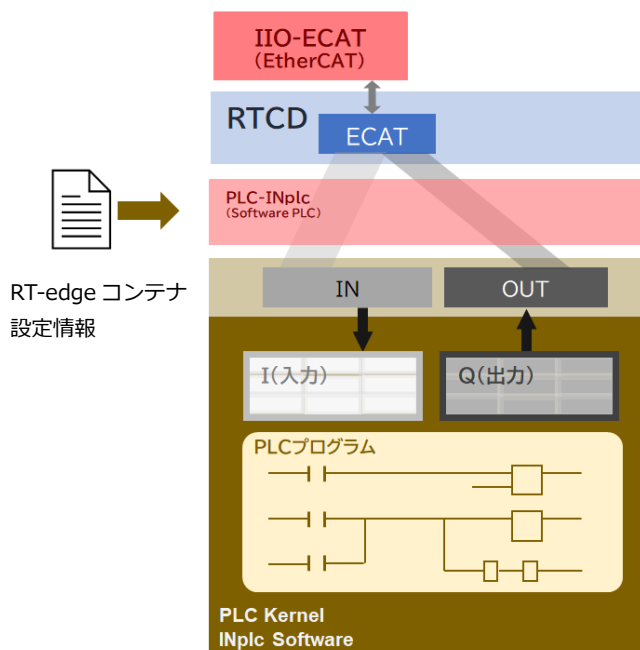 IIO-ECAT
(EtherCAT)
RTCD
ECAT
PLC-INplc
(Software PLC)
RT-edge コンテナ
設定情報
IN
OUT
I(入力)
Q(出力)
PLCプログラム
PLC Kernel
INplc Software